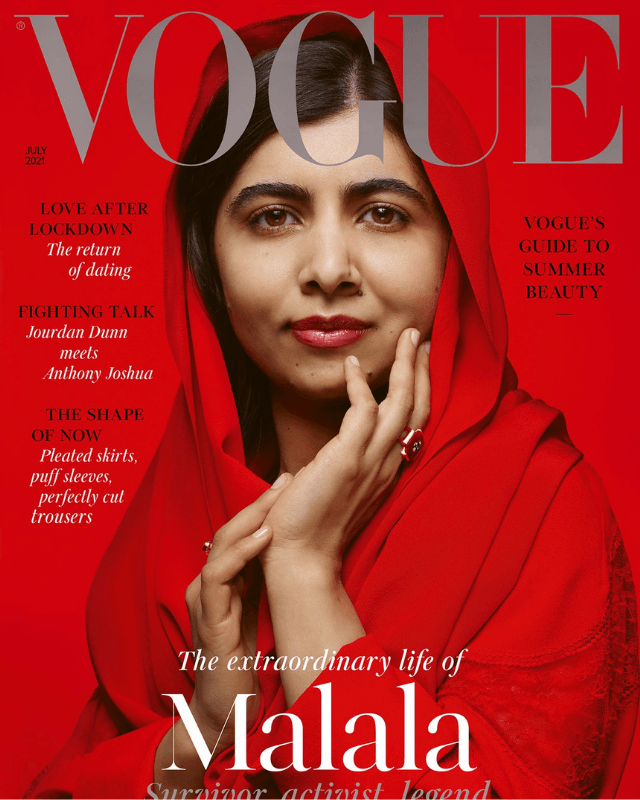 VOGUE
®
JULY
2021
LOVE AFTER
LOCKDOWN
The return
of dating
FIGHTING TALK
Jourdan Dunn
meets
Anthony Joshua
THE SHAPE
OF NOW
Pleated skirts,
puff sleeves,
perfectly cut
trousers
VOGUE'S
GUIDE TO
SUMMER
BEAUTY
The extraordinary life of
Malala
Survivor, activist, legend